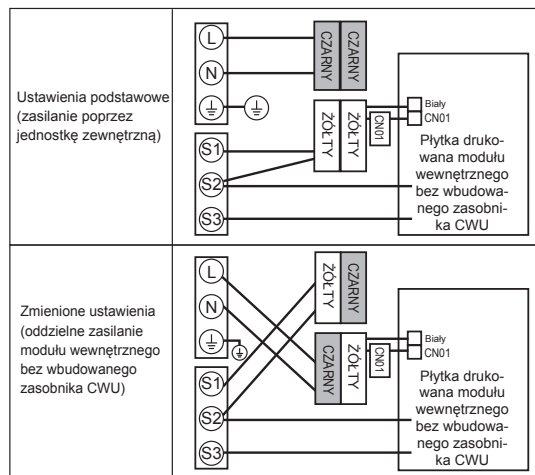 Ustawienia podstawowe
(zasilanie poprzez
jednostkę zewnętrzną)
L
N
S1
S2
S3
CZARNY
CZARNY
ŻÓŁTY
ŻÓŁTY
CN01
Biały
CN01
Płytka druko-
wana modułu
wewnętrznego
bez wbudowa-
nego zasobni-
ka CWU
Zmienione ustawienia
(oddzielne zasilanie
modułu wewnętrznego
bez wbudowanego
zasobnika CWU)
L
N
S1
S2
S3
ŻÓŁTY
CZARNY
CZARNY
ŻÓŁTY
CN01
Biały
CN01
Płytka druko-
wana modułu
wewnętrznego
bez wbudowa-
nego zasobni-
ka CWU